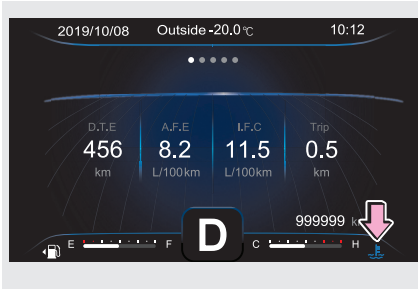 2019/10/08 Outside -20.0 ℃ 10:12
D.T.E A.F.E I.F.C Trip
456 8.2 11.5 0.5
km L/100km L/100km km
999999
E F D C H